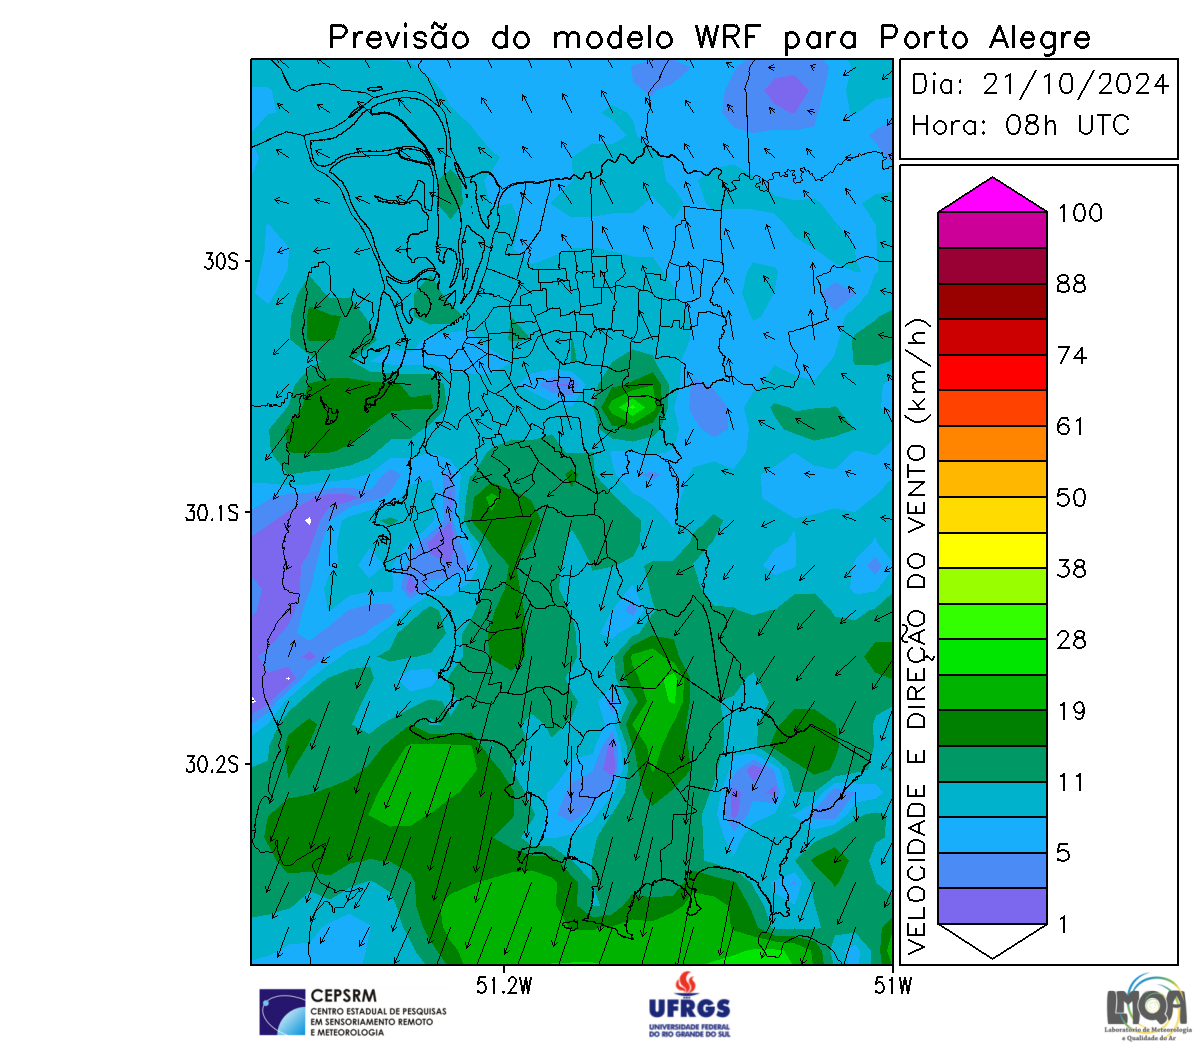 Previsão do modelo WRF para Porto Alegre
Dia: 21/10/2024
Hora: 08h UTC
100
88
74
61
50
38
28
19
11
5
1
VELOCIDADE E DIREÇÃO DO VENTO (km/h)
30S
30.1S
30.2S
51.2W
51W
CEPSRM
CENTRO ESTADUAL DE PESQUISAS
EM SENSORIAMENTO REMOTO
E METEOROLOGIA
UFRGS
UNIVERSIDADE FEDERAL
DO RIO GRANDE DO SUL
LMQA
Laboratório de Meteorologia
e Qualidade do Ar